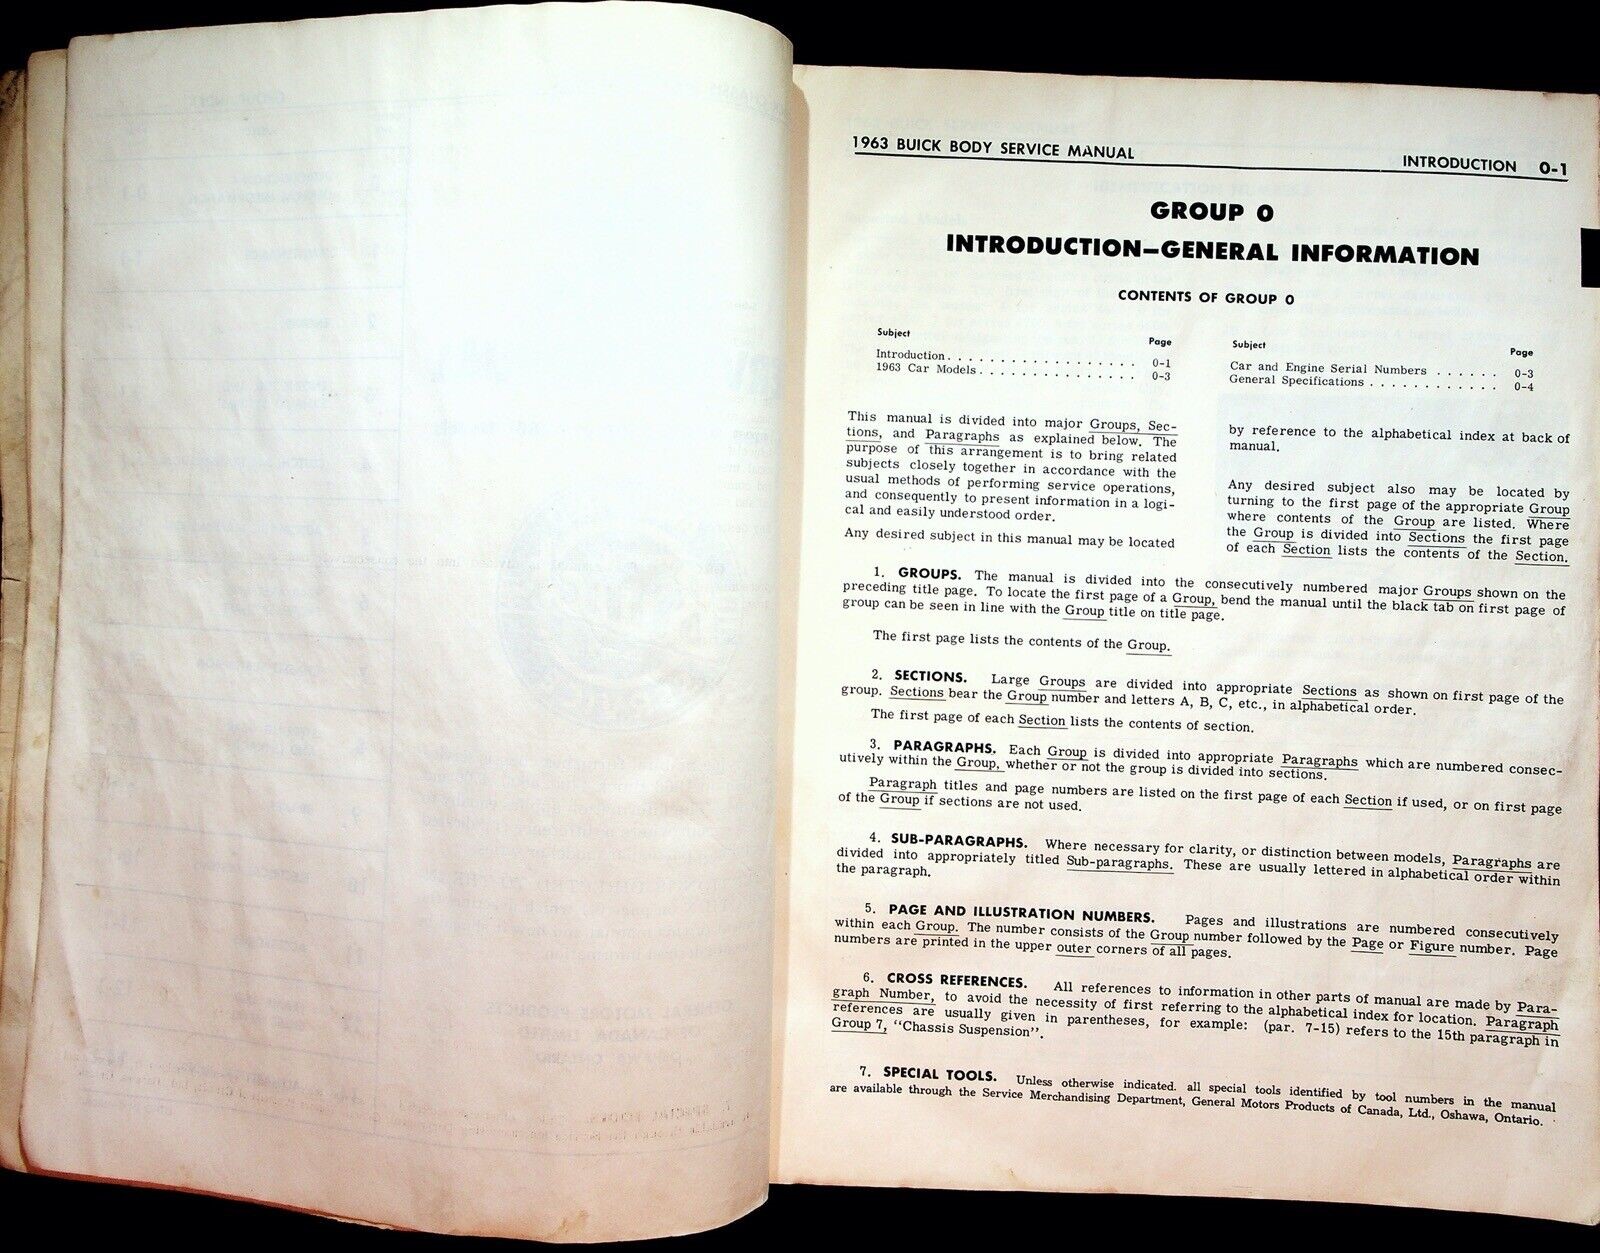 1963 BUICK BODY SERVICE MANUAL
INTRODUCTION 0-1
GROUP 0
INTRODUCTION—GENERAL INFORMATION
CONTENTS OF GROUP 0
Subject Page
Introduction . . . . . . . . . . . . . . . . . . 0-1
1963 Car Models . . . . . . . . . . . . . . . 0-3
Subject Page
Car and Engine Serial Numbers . . . . . . 0-3
General Specifications . . . . . . . . . . . . 0-4
This manual is divided into major Groups, Sec-
tions, and Paragraphs as explained below. The
purpose of this arrangement is to bring related
subjects closely together in accordance with the
usual methods of performing service operations,
and consequently to present information in a logi-
cal and easily understood order.
Any desired subject in this manual may be located
by reference to the alphabetical index at back of
manual.
Any desired subject also may be located by
turning to the first page of the appropriate Group
where contents of the Group are listed. Where
the Group is divided into Sections the first page
of each Section lists the contents of the Section.
1. GROUPS. The manual is divided into the consecutively numbered major Groups shown on the
preceding title page. To locate the first page of a Group, bend the manual until the black tab on first page of
group can be seen in line with the Group title on title page.
The first page lists the contents of the Group.
2. SECTIONS. Large Groups are divided into appropriate Sections as shown on first page of the
group. Sections bear the Group number and letters A, B, C, etc., in alphabetical order.
The first page of each Section lists the contents of section.
3. PARAGRAPHS. Each Group is divided into appropriate Paragraphs which are numbered consec-
utively within the Group, whether or not the group is divided into sections.
Paragraph titles and page numbers are listed on the first page of each Section if used, or on first page
of the Group if sections are not used.
4. SUB-PARAGRAPHS. Where necessary for clarity, or distinction between models, Paragraphs are
divided into appropriately titled Sub-paragraphs. These are usually lettered in alphabetical order within
the paragraph.
5. PAGE AND ILLUSTRATION NUMBERS. Pages and illustrations are numbered consecutively
within each Group. The number consists of the Group number followed by the Page or Figure number. Page
numbers are printed in the upper outer corners of all pages.
6. CROSS REFERENCES. All references to information in other parts of manual are made by Para-
graph Number, to avoid the necessity of first referring to the alphabetical index for location. Paragraph
references are usually given in parentheses, for example: (par. 7-15) refers to the 15th paragraph in
Group 7, "Chassis Suspension".
7. SPECIAL TOOLS. Unless otherwise indicated. all special tools identified by tool numbers in the manual
are available through the Service Merchandising Department, General Motors Products of Canada, Ltd., Oshawa, Ontario.